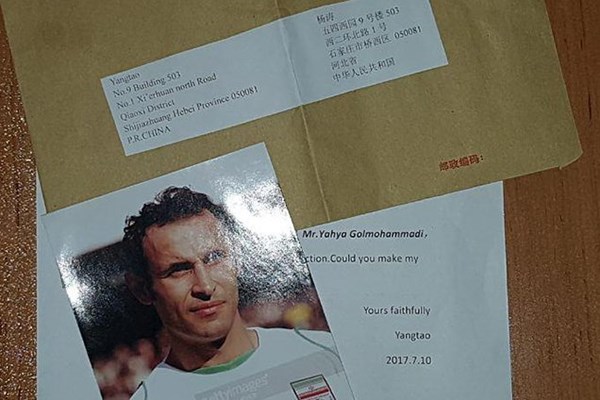 Yangtao
No.9 Building 503
No.1 Xi'erhuan north Road
Qiaoxi District
Shijiazhuang Hebei Province 050081
P.R.CHINA
杨涛
五四西园 9 号楼 503
西二环北路 1 号
石家庄市桥西区 050081
河北省
中华人民共和国
邮政编码:
Mr.Yahya Golmohammadi,
ction.Could you make my
Yours faithfully
Yangtao
2017.7.10
gettyimages